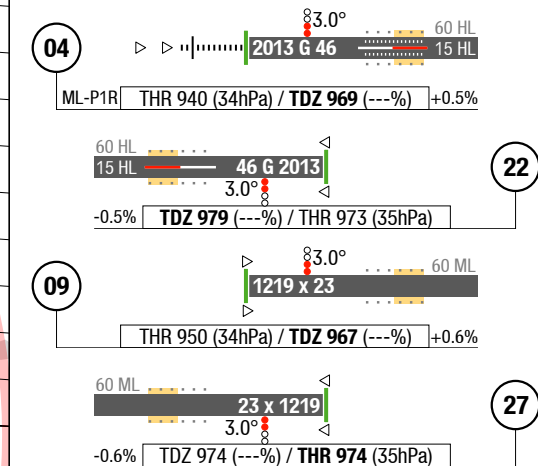 3.0° 60 HL
04 2013 G 46 15 HL
ML-P1R THR 940 (34hPa) / TDZ 969 (---%) +0.5%
60 HL
15 HL 46 G 2013 22
3.0°
-0.5% TDZ 979 (---%) / THR 973 (35hPa)
3.0° 60 ML
09 1219 x 23
THR 950 (34hPa) / TDZ 967 (---%) +0.6%
60 ML
23 x 1219 27
3.0°
-0.6% TDZ 974 (---%) / THR 974 (35hPa)